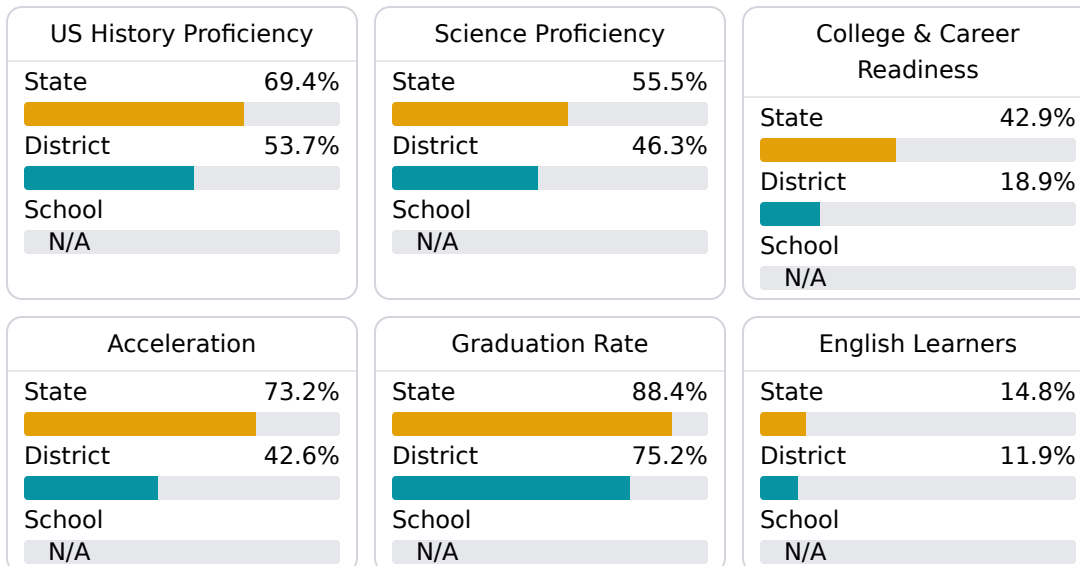 US History Proficiency
State 69.4%
District 53.7%
School
N/A
Science Proficiency
State 55.5%
District 46.3%
School
N/A
College & Career
Readiness
State 42.9%
District 18.9%
School
N/A
Acceleration
State 73.2%
District 42.6%
School
N/A
Graduation Rate
State 88.4%
District 75.2%
School
N/A
English Learners
State 14.8%
District 11.9%
School
N/A